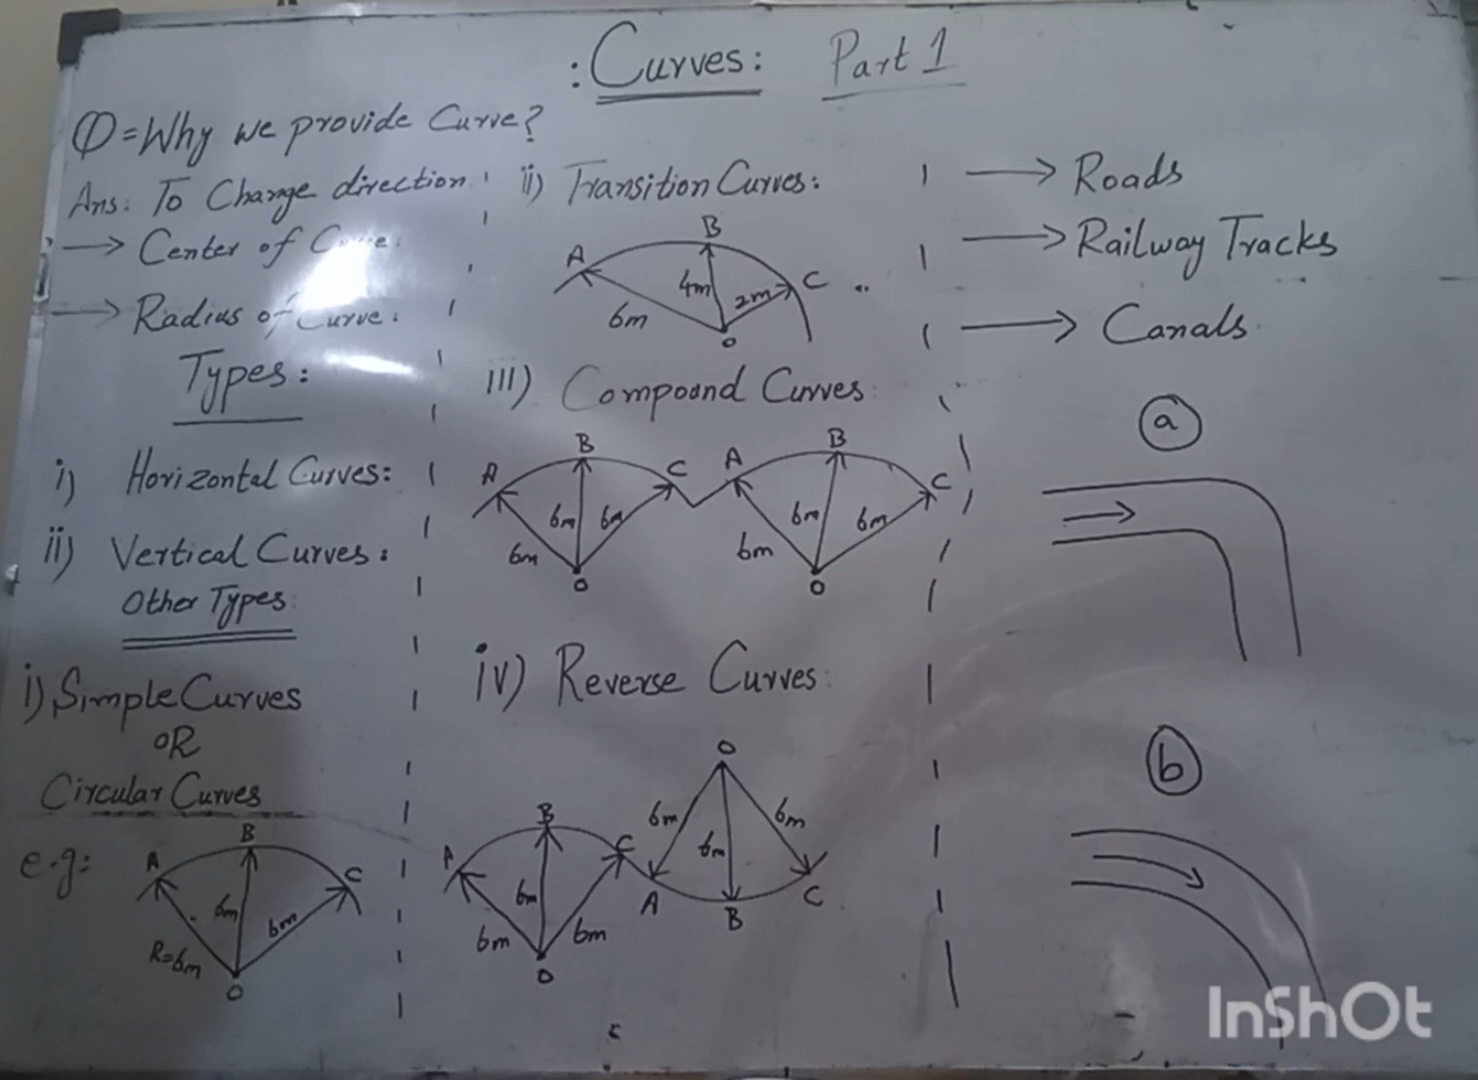 : Curves : Part 1
Q = Why we provide Curve?
Ans: To Change direction.
→ Center of
→ Radius of Curve.
Types:
i) Horizontal Curves:
ii) Vertical Curves:
Other Types:
i) Simple Curves
OR
Circular Curves
e.g:
A B C
R=6m 6m 6m
O
ii) Transition Curves:
A B C
6m 4m 2m
O
iii) Compound Curves
A B C A B C
6m 6m 6m 6m 6m 6m
O O
iv) Reverse Curves:
O
6m 6m 6m
A B C
A B C
6m 6m 6m
O
→ Roads
→ Railway Tracks
→ Canals
a
b
InShOt